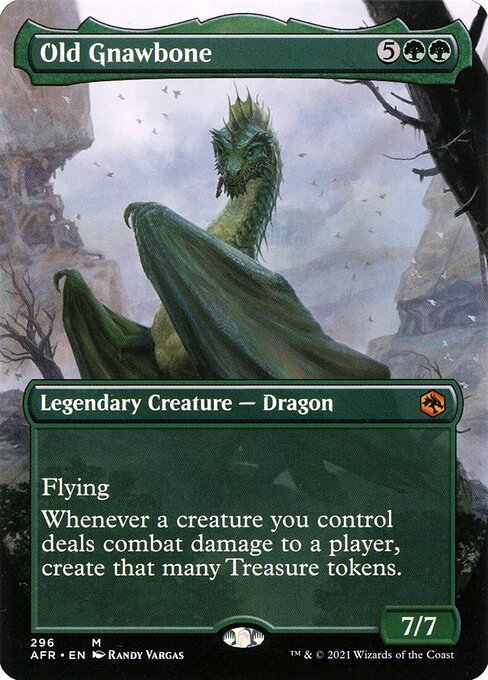 Old Gnawbone 5
Legendary Creature — Dragon
Flying
Whenever a creature you control
deals combat damage to a player,
create that many Treasure tokens.
7/7
296 M
AFR • EN Randy Vargas ™ & © 2021 Wizards of the Coast